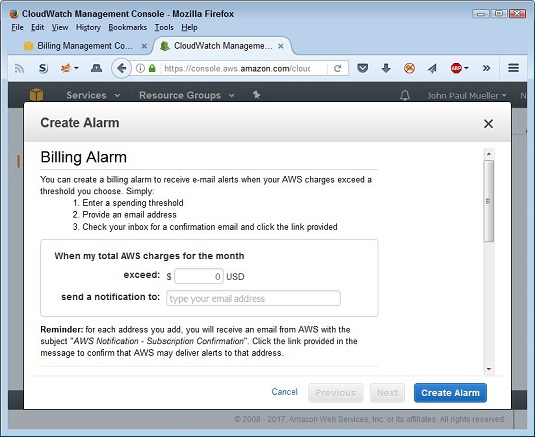 CloudWatch Management Console - Mozilla Firefox
File Edit View History Bookmarks Tools Help
Billing Management Co... CloudWatch Manageme...
https://console.aws.amazon.com/clou
Services Resource Groups John Paul Mueller
Create Alarm
Billing Alarm
You can create a billing alarm to receive e-mail alerts when your AWS charges exceed a
threshold you choose. Simply:
1. Enter a spending threshold
2. Provide an email address
3. Check your inbox for a confirmation email and click the link provided
When my total AWS charges for the month
exceed: $ 0 USD
send a notification to: type your email address
Reminder: for each address you add, you will receive an email from AWS with the
subject "AWS Notification - Subscription Confirmation". Click the link provided in the
message to confirm that AWS may deliver alerts to that address.
Cancel Previous Next Create Alarm
© 2008 - 2017, Amazon Web Services, Inc. or its affiliates. All rights reserved.